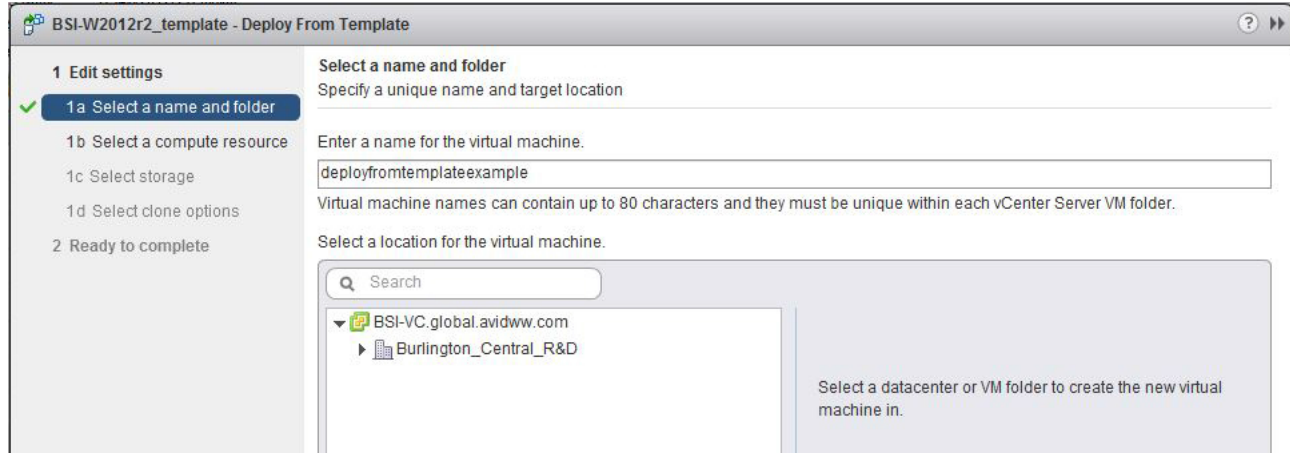 BSI-W2012r2_template - Deploy From Template
1 Edit settings
1a Select a name and folder
1b Select a compute resource
1c Select storage
1d Select clone options
2 Ready to complete
Select a name and folder
Specify a unique name and target location
Enter a name for the virtual machine.
deployfromtemplateexample
Virtual machine names can contain up to 80 characters and they must be unique within each vCenter Server VM folder.
Select a location for the virtual machine.
Search
BSI-VC.global.avidww.com
Burlington_Central_R&D
Select a datacenter or VM folder to create the new virtual
machine in.